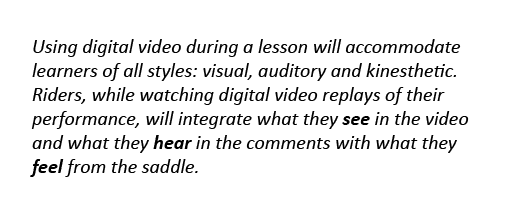 Using digital video during a lesson will accommodate
learners of all styles: visual, auditory and kinesthetic.
Riders, while watching digital video replays of their
performance, will integrate what they see in the video
and what they hear in the comments with what they
feel from the saddle.